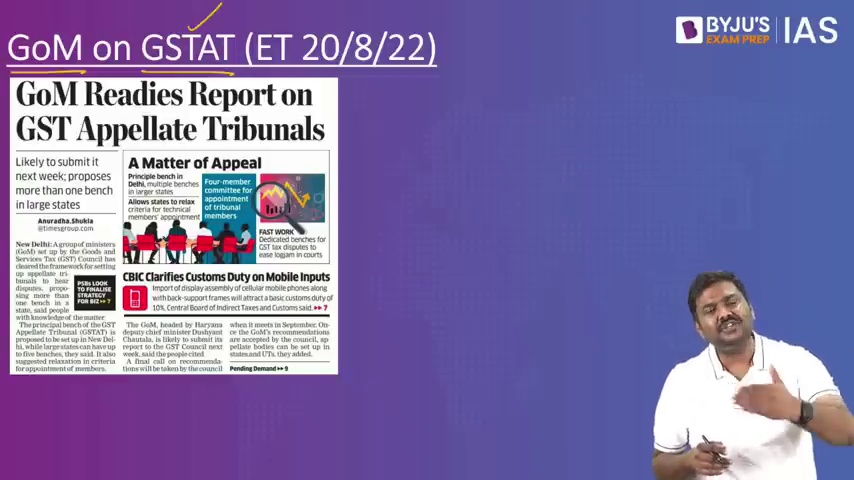 GoM on GSTAT (ET 20/8/22)
BYJU'S
EXAM PREP
IAS
GoM Readies Report on
GST Appellate Tribunals
Likely to submit it
next week; proposes
more than one bench
in large states
Anuradha.Shukla
@timesgroup.com
New Delhi: A group of ministers
(GoM) set up by the Goods and
Services Tax (GST) Council has
cleared the framework for setting
up appellate tri-
bunals to hear
disputes, propo-
sing more than
one bench in a
state, said people
with knowledge of the matter
The principal bench of the GST
Appellate Tribunal (GSTAT) is
proposed to be set up in New Del-
hi, while large states can have up
to five benches, they said. It also
suggested relaxation in criteria
for appointment of members.
PSBs LOOK
TO FINALISE
STRATEGY
FOR BIZ ▸▸ 7
A Matter of Appeal
Principle bench in
Delhi, multiple benches
in larger states
Allows states to relax
criteria for technical
members' appointment
Four-member
committee for
appointment
of tribunal
members
FAST WORK
Dedicated benches for
GST tax disputes to
ease logjam in courts
CBIC Clarifies Customs Duty on Mobile Inputs
Import of display assembly of cellular mobile phones along
with back-support frames will attract a basic customs duty of
10%, Central Board of Indirect Taxes and Customs said. ▸▸ 7
The GoM, headed by Haryana
deputy chief minister Dushyant
Chautala, is likely to submit its
report to the GST Council next
week, said the people cited
A final call on recommenda-
tions will be taken by the council
when it meets in September. On-
ce the GoM's recommendations
are accepted by the council, ap-
pellate bodies can be set up in
states and UTs, they added.
Pending Demand ▸▸ 9